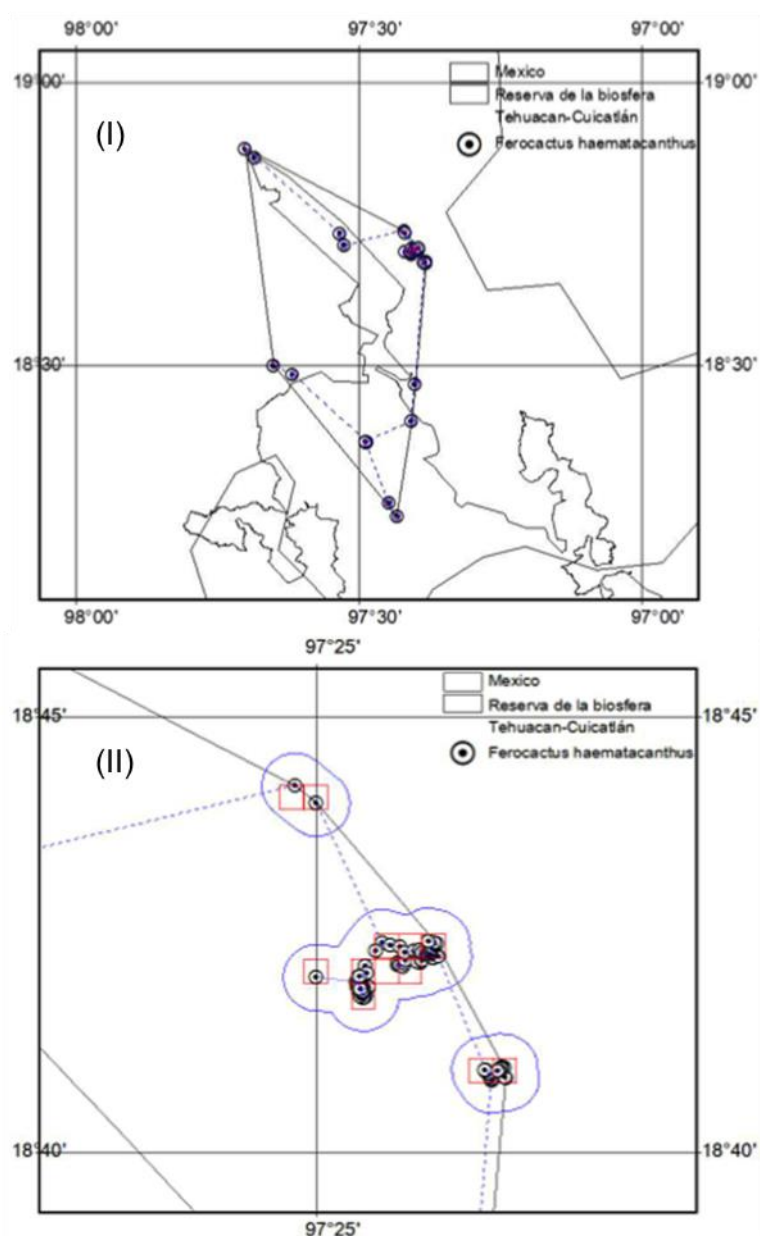 98°00' 97°30' 97°00'
19°00' 19°00'
Mexico
Reserva de la biosfera
Tehuacan-Cuicatlán
Ferocactus haematacanthus
(I)
18°30' 18°30'
98°00' 97°30' 97°00'
97°25'
18°45' 18°45'
Mexico
Reserva de la biosfera
Tehuacan-Cuicatlán
Ferocactus haematacanthus
(II)
18°40' 18°40'
97°25'